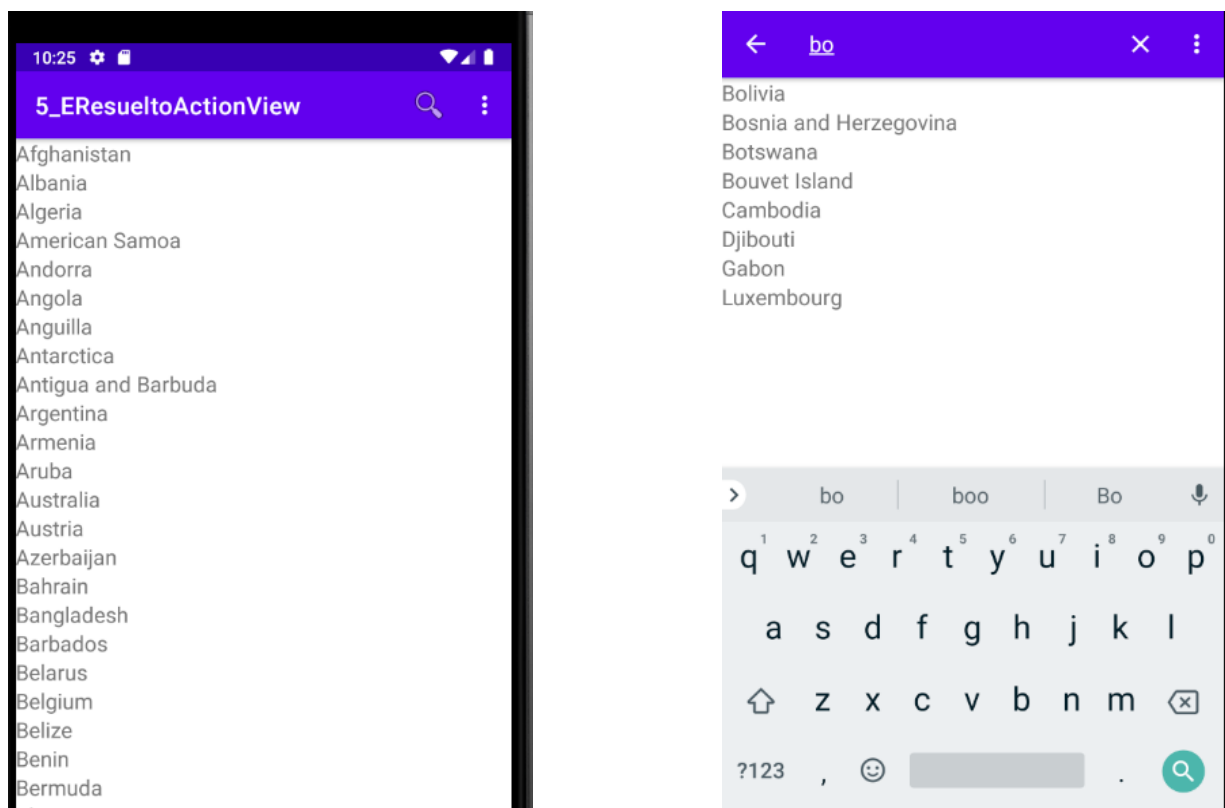 10:25
5_EResueltoActionView
Afghanistan
Albania
Algeria
American Samoa
Andorra
Angola
Anguilla
Antarctica
Antigua and Barbuda
Argentina
Armenia
Aruba
Australia
Austria
Azerbaijan
Bahrain
Bangladesh
Barbados
Belarus
Belgium
Belize
Benin
Bermuda
bo
Bolivia
Bosnia and Herzegovina
Botswana
Bouvet Island
Cambodia
Djibouti
Gabon
Luxembourg
bo boo Bo
1 2 3 4 5 6 7 8 9 0
q w e r t y u i o p
a s d f g h j k l
z x c v b n m
?123 , .